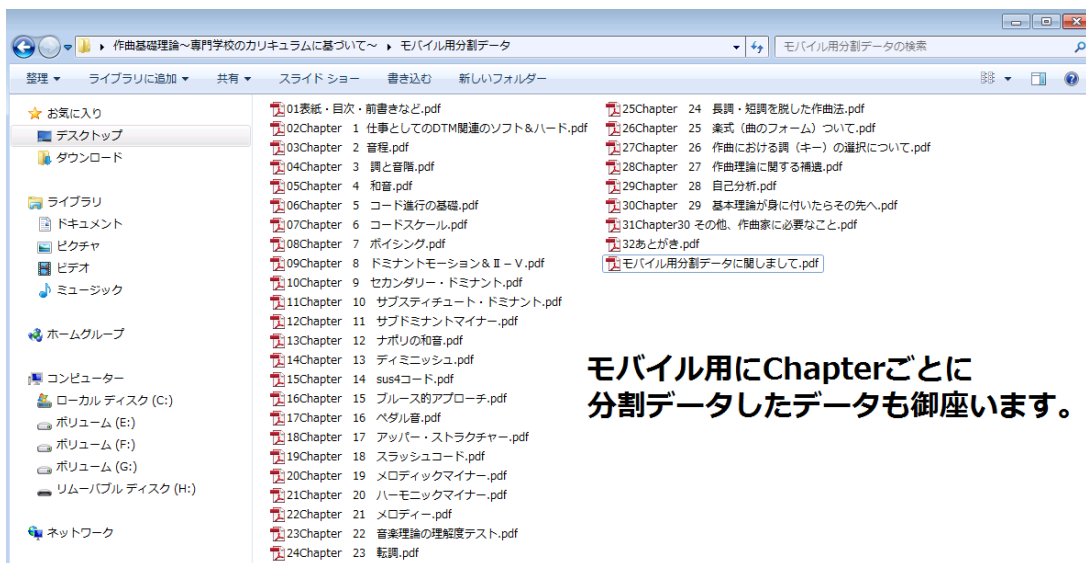 作曲基礎理論~専門学校のカリキュラムに基づいて~ ▸ モバイル用分割データ
モバイル用分割データの検索
整理 ライブラリに追加 共有 スライド ショー 書き込む 新しいフォルダー
お気に入り
デスクトップ
ダウンロード
ライブラリ
ドキュメント
ピクチャ
ビデオ
ミュージック
ホームグループ
コンピューター
ローカル ディスク (C:)
ボリューム (E:)
ボリューム (F:)
ボリューム (G:)
リムーバブル ディスク (H:)
ネットワーク
01表紙・目次・前書きなど.pdf
02Chapter 1 仕事としてのDTM関連のソフト&ハード.pdf
03Chapter 2 音程.pdf
04Chapter 3 調と音階.pdf
05Chapter 4 和音.pdf
06Chapter 5 コード進行の基礎.pdf
07Chapter 6 コードスケール.pdf
08Chapter 7 ボイシング.pdf
09Chapter 8 ドミナントモーション&Ⅱ－Ⅴ.pdf
10Chapter 9 セカンダリー・ドミナント.pdf
11Chapter 10 サブスティチュート・ドミナント.pdf
12Chapter 11 サブドミナントマイナー.pdf
13Chapter 12 ナポリの和音.pdf
14Chapter 13 ディミニッシュ.pdf
15Chapter 14 sus4コード.pdf
16Chapter 15 ブルース的アプローチ.pdf
17Chapter 16 ペダル音.pdf
18Chapter 17 アッパー・ストラクチャー.pdf
19Chapter 18 スラッシュコード.pdf
20Chapter 19 メロディックマイナー.pdf
21Chapter 20 ハーモニックマイナー.pdf
22Chapter 21 メロディー.pdf
23Chapter 22 音楽理論の理解度テスト.pdf
24Chapter 23 転調.pdf
25Chapter 24 長調・短調を脱した作曲法.pdf
26Chapter 25 楽式（曲のフォーム）ついて.pdf
27Chapter 26 作曲における調（キー）の選択について.pdf
28Chapter 27 作曲理論に関する補遺.pdf
29Chapter 28 自己分析.pdf
30Chapter 29 基本理論が身に付いたらその先へ.pdf
31Chapter30 その他、作曲家に必要なこと.pdf
32あとがき.pdf
モバイル用分割データに関しまして.pdf
モバイル用にChapterごとに
分割データしたデータも御座います。